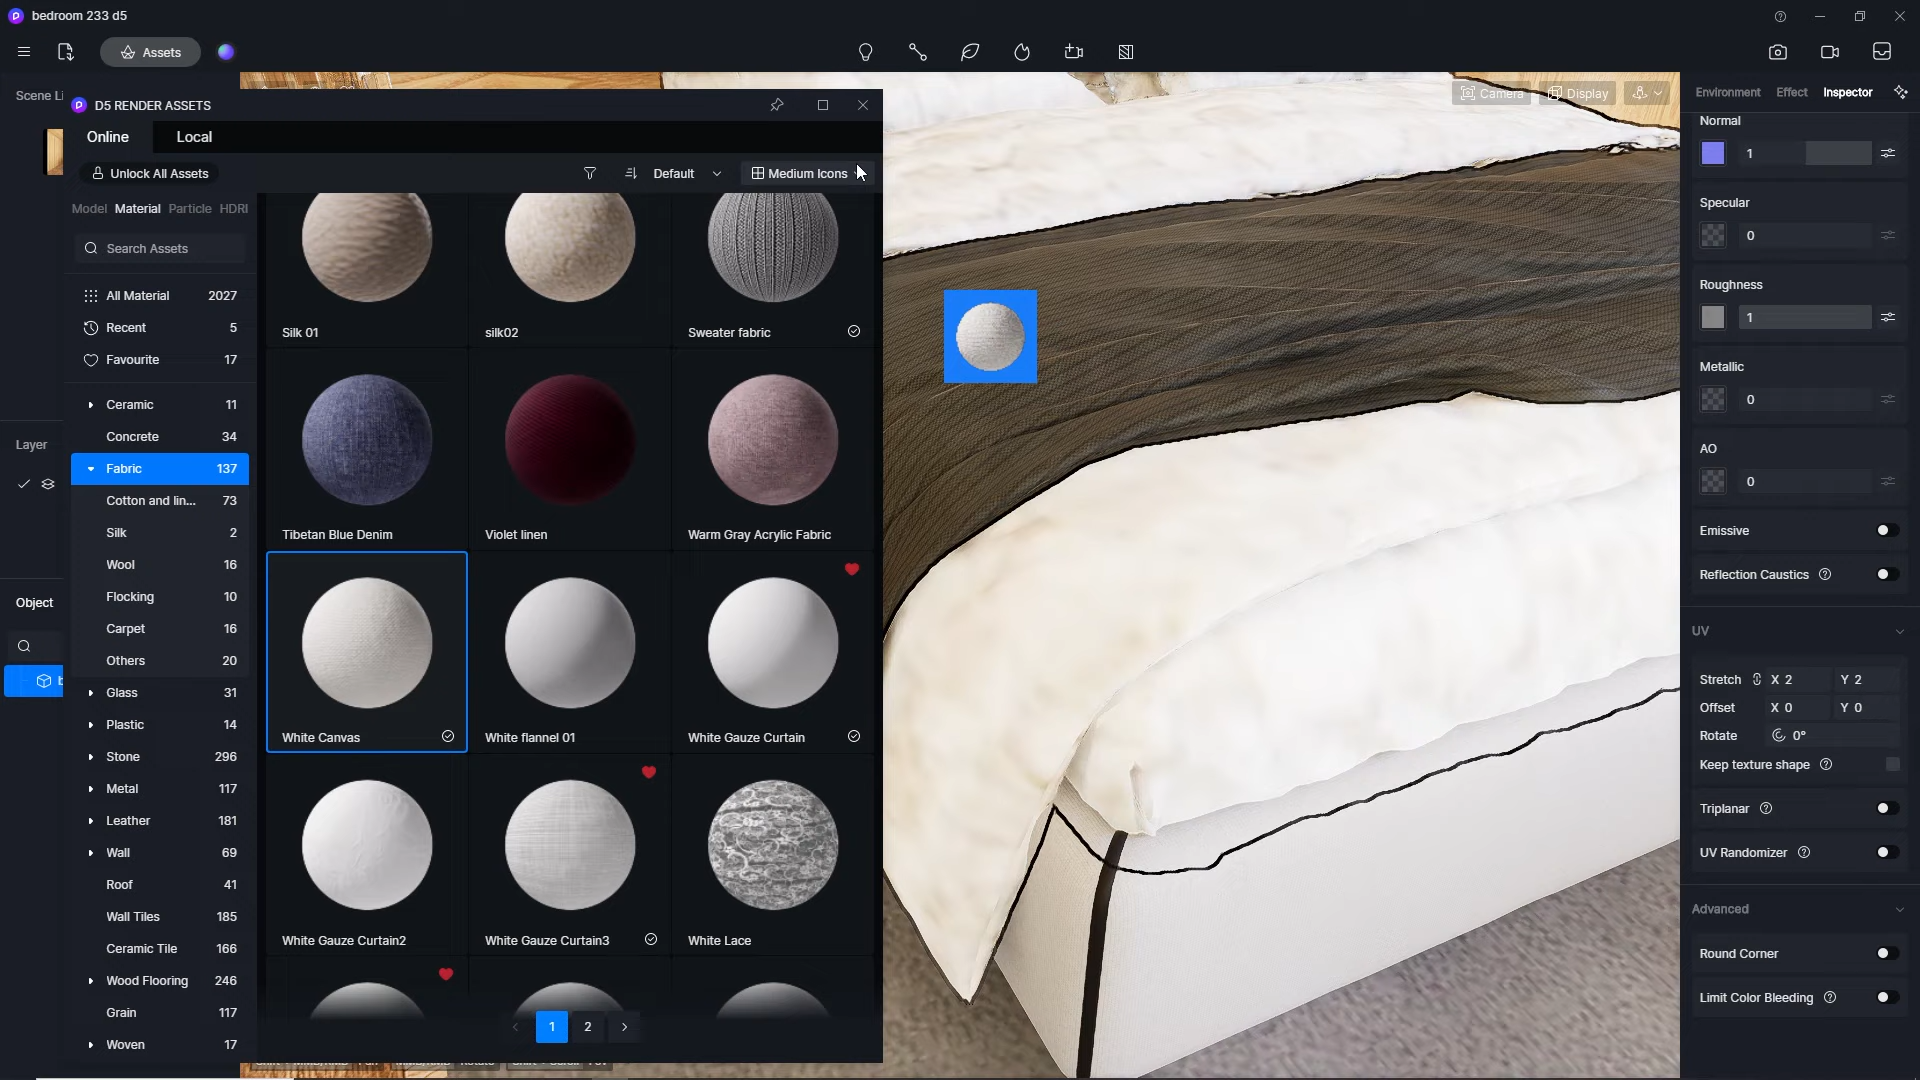 bedroom 233 d5
Assets
Scene Li
D5 RENDER ASSETS
Camera
Display
Environment
Effect
Inspector
Online
Local
Unlock All Assets
Default
Medium Icons
Model
Material
Particle
HDRI
Search Assets
All Material 2027
Recent 5
Favourite 17
Ceramic 11
Concrete 34
Fabric 137
Cotton and lin... 73
Silk 2
Wool 16
Flocking 10
Carpet 16
Others 20
Glass 31
Plastic 14
Stone 296
Metal 117
Leather 181
Wall 69
Roof 41
Wall Tiles 185
Ceramic Tile 166
Wood Flooring 246
Grain 117
Woven 17
Layer
Object
Silk 01
silk02
Sweater fabric
Tibetan Blue Denim
Violet linen
Warm Gray Acrylic Fabric
White Canvas
White flannel 01
White Gauze Curtain
White Gauze Curtain2
White Gauze Curtain3
White Lace
1
2
Normal
1
Specular
0
Roughness
1
Metallic
0
AO
0
Emissive
Reflection Caustics
UV
Stretch X 2 Y 2
Offset X 0 Y 0
Rotate 0°
Keep texture shape
Triplanar
UV Randomizer
Advanced
Round Corner
Limit Color Bleeding